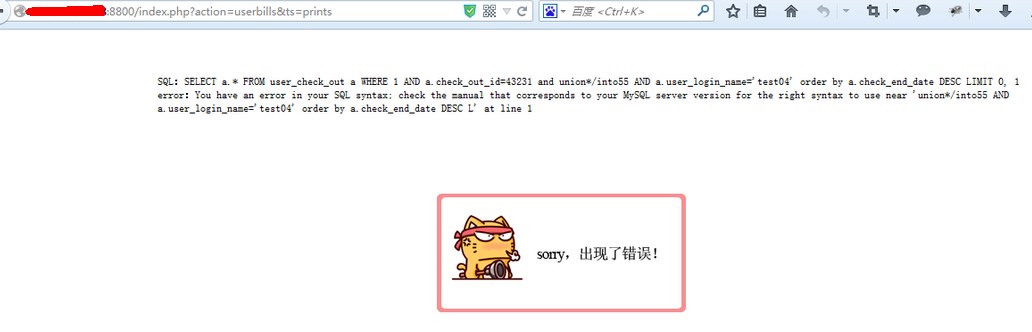 :8800/index.php?action=userbills&ts=prints
百度 <Ctrl+K>
SQL: SELECT a.* FROM user_check_out a WHERE 1 AND a.check_out_id=43231 and union*/into55 AND a.user_login_name='test04' order by a.check_end_date DESC LIMIT 0, 1
error: You have an error in your SQL syntax; check the manual that corresponds to your MySQL server version for the right syntax to use near 'union*/into55 AND
a.user_login_name='test04' order by a.check_end_date DESC L' at line 1
sorry，出现了错误！